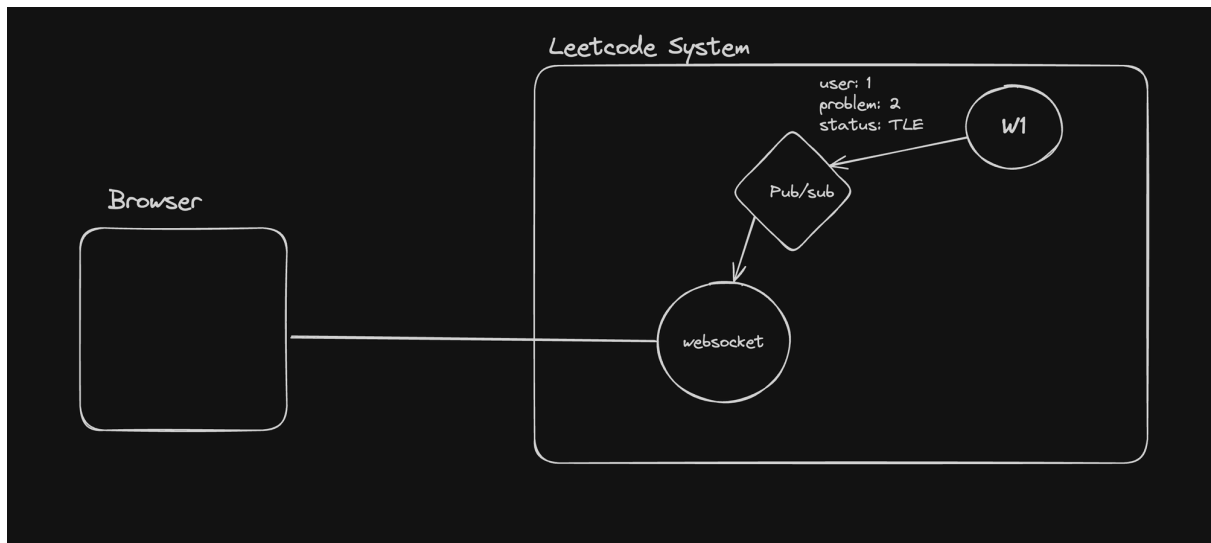 Leetcode System
user: 1
problem: 2
status: TLE
W1
Pub/sub
Browser
websocket